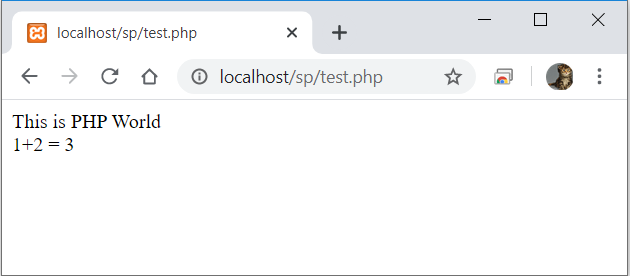 localhost/sp/test.php
localhost/sp/test.php
This is PHP World
1+2 = 3